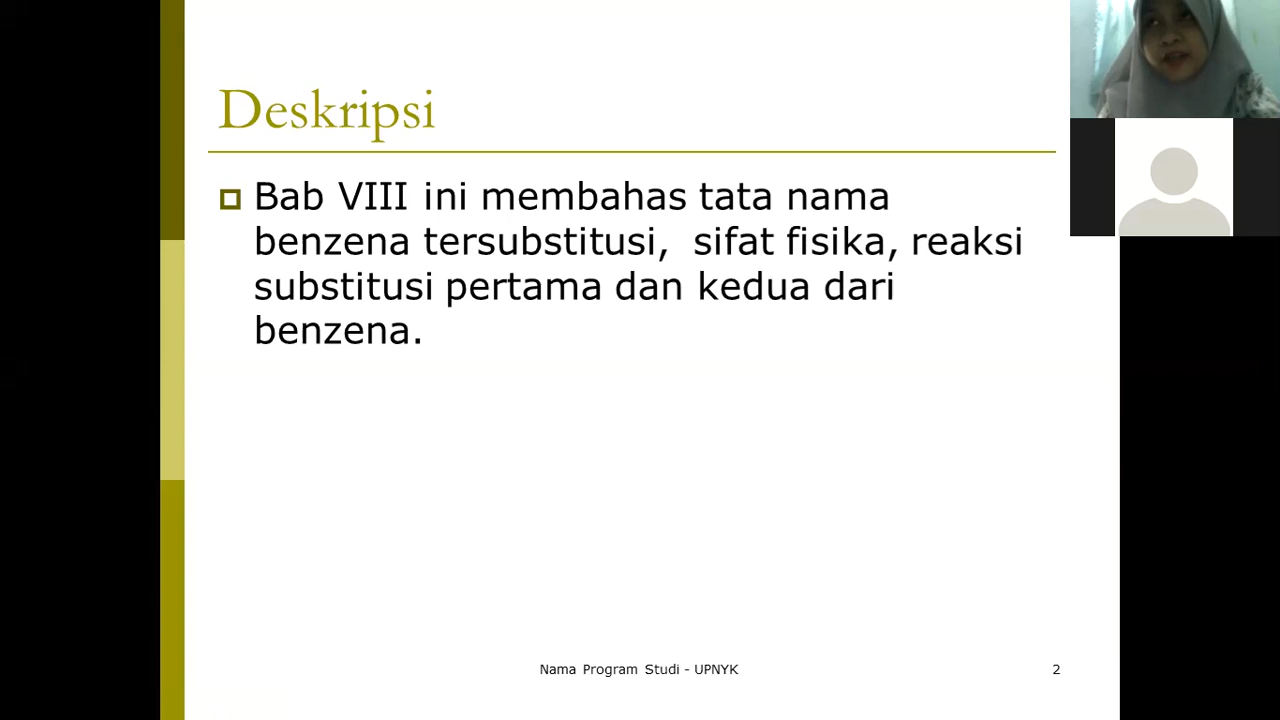 Deskripsi
Bab VIII ini membahas tata nama
benzena tersubstitusi,  sifat fisika, reaksi
substitusi pertama dan kedua dari
benzena.
Nama Program Studi - UPNYK
2